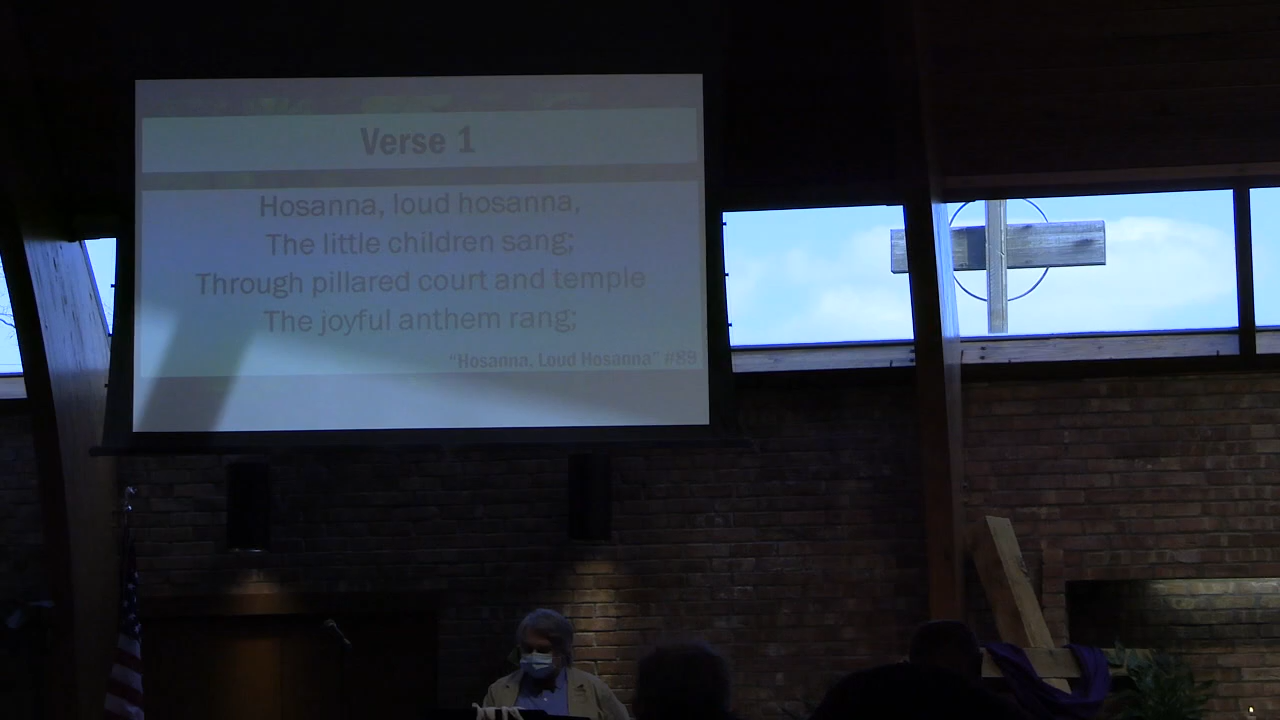 Verse 1
Hosanna, loud hosanna,
The little children sang;
Through pillared court and temple
The joyful anthem rang;
"Hosanna, Loud Hosanna" #89